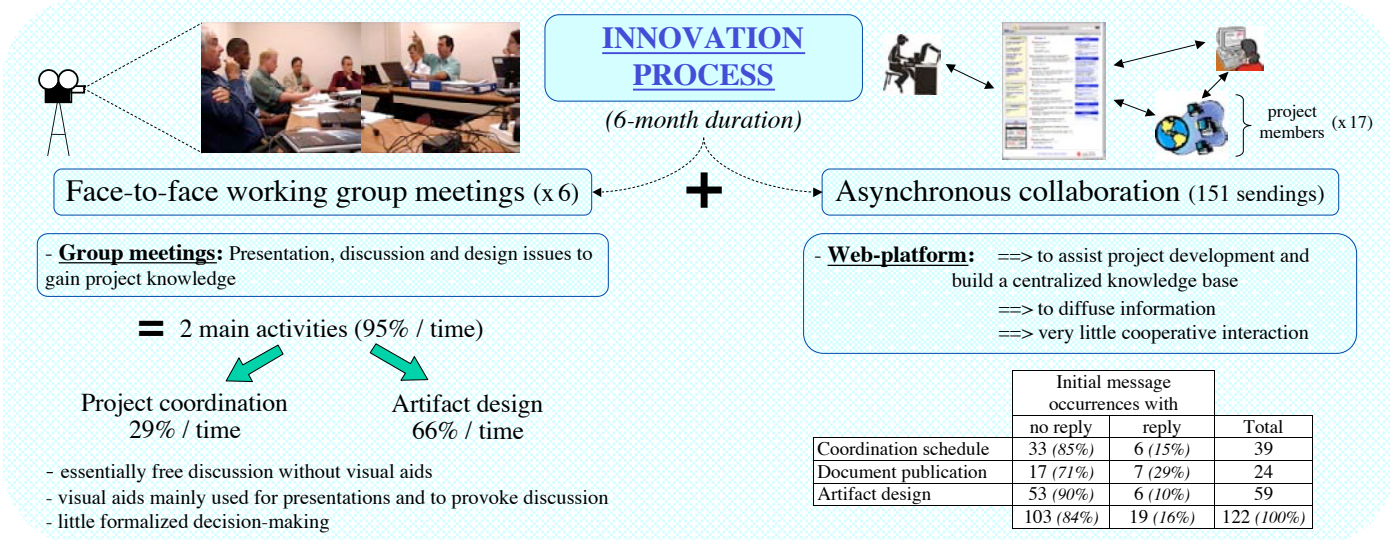 INNOVATION
PROCESS
(6-month duration)
project
members
(x 17)
Face-to-face working group meetings (x 6)
+
Asynchronous collaboration (151 sendings)
- Group meetings: Presentation, discussion and design issues to
gain project knowledge
= 2 main activities (95% / time)
Project coordination
29% / time
Artifact design
66% / time
- essentially free discussion without visual aids
- visual aids mainly used for presentations and to provoke discussion
- little formalized decision-making
- Web-platform: ==> to assist project development and
build a centralized knowledge base
==> to diffuse information
==> very little cooperative interaction
Initial message
occurrences with
no reply reply Total
Coordination schedule 33 (85%) 6 (15%) 39
Document publication 17 (71%) 7 (29%) 24
Artifact design 53 (90%) 6 (10%) 59
103 (84%) 19 (16%) 122 (100%)